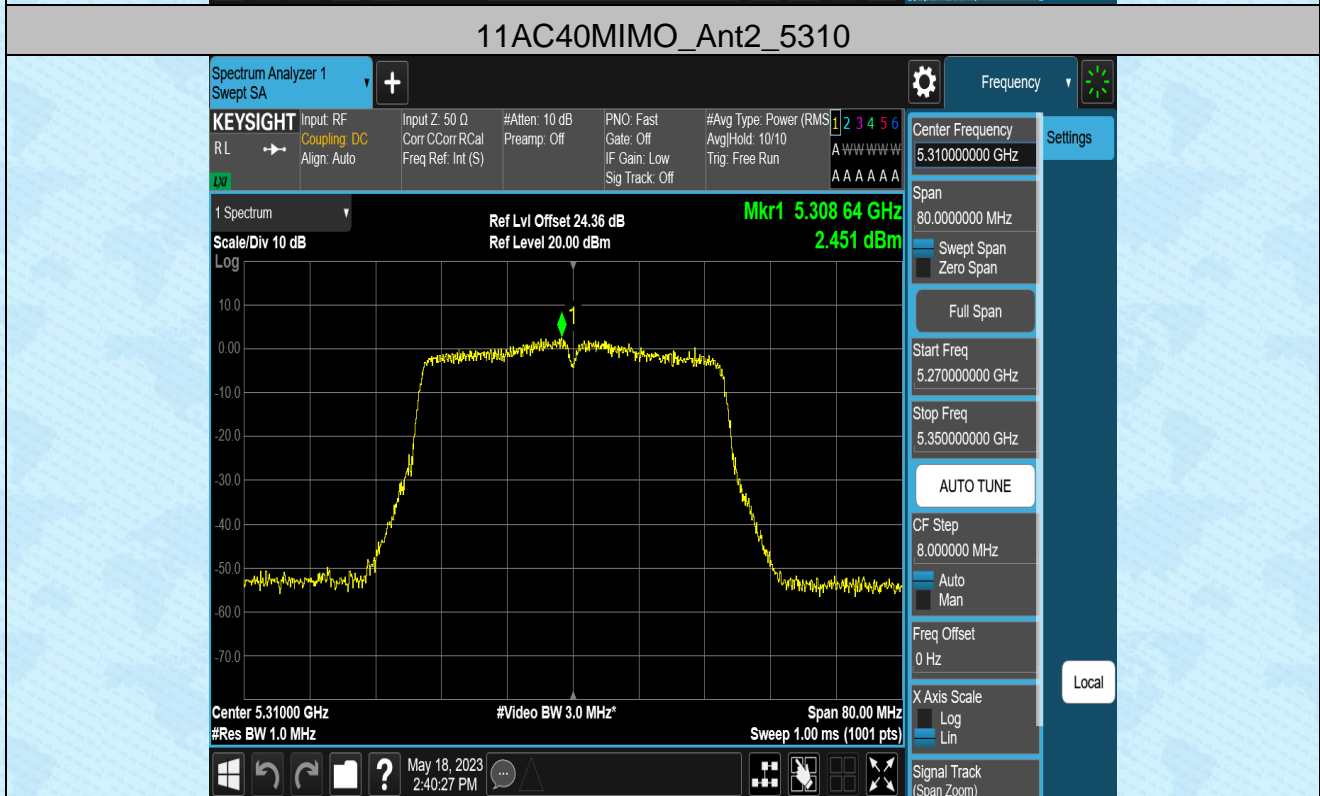 11AC40MIMO_Ant2_5310
Spectrum Analyzer 1
Swept SA
Frequency
KEYSIGHT
RL
LXI
Input: RF
Coupling: DC
Align: Auto
Input Z: 50 Ω
Corr CCorr RCal
Freq Ref: Int (S)
#Atten: 10 dB
Preamp: Off
PNO: Fast
Gate: Off
IF Gain: Low
Sig Track: Off
#Avg Type: Power (RMS
Avg|Hold: 10/10
Trig: Free Run
1 2 3 4 5 6
A W W W W W
A A A A A A
1 Spectrum
Scale/Div 10 dB
Log
Ref Lvl Offset 24.36 dB
Ref Level 20.00 dBm
Mkr1 5.308 64 GHz
2.451 dBm
10.0
1
0.00
-10.0
-20.0
-30.0
-40.0
-50.0
-60.0
-70.0
Center 5.31000 GHz
#Res BW 1.0 MHz
#Video BW 3.0 MHz*
Span 80.00 MHz
Sweep 1.00 ms (1001 pts)
Center Frequency
5.310000000 GHz
Settings
Span
80.0000000 MHz
Swept Span
Zero Span
Full Span
Start Freq
5.270000000 GHz
Stop Freq
5.350000000 GHz
AUTO TUNE
CF Step
8.000000 MHz
Auto
Man
Freq Offset
0 Hz
X Axis Scale
Log
Lin
Local
Signal Track
(Span Zoom)
?
May 18, 2023
2:40:27 PM